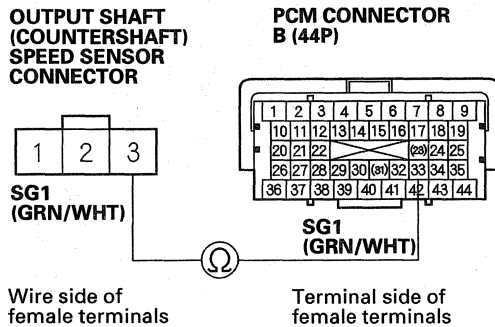 OUTPUT SHAFT
(COUNTERSHAFT)
SPEED SENSOR
CONNECTOR
PCM CONNECTOR
B (44P)
1 2 3
SG1
(GRN/WHT)
1 2 3 4 5 6 7 8 9
10 11 12 13 14 15 16 17 18 19
20 21 22 (23) 24 25
26 27 28 29 30 (31) 32 33 34 35
36 37 38 39 40 41 42 43 44
SG1
(GRN/WHT)
Ω
Wire side of
female terminals
Terminal side of
female terminals